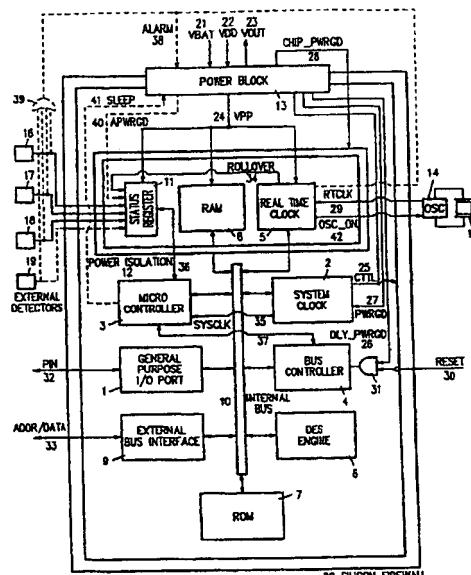 21 22 23
ALARM VBAT VDD VOUT
38
CHIP_PWRGD
28
POWER BLOCK
13
39
41 SLEEP
40 APWRGD
24 VPP
16
17
18
19
EXTERNAL
DETECTORS
ROLLOVER
34
11
STATUS
REGISTER
RAM
REAL TIME
CLOCK
5
RTCLK
29
OSC_ON
42
14
OSC
POWER ISOLATION
36
12
MICRO
CONTROLLER
3
2
SYSTEM
CLOCK
25
CTTL
27
PWRGD
SYSCLK
35
37
DLY_PWRGD
26
PIN
32
GENERAL
PURPOSE
I/O PORT
1
BUS
CONTROLLER
4
31
RESET
30
10
INTERNAL
BUS
ADDR/DATA
33
EXTERNAL
BUS INTERFACE
9
DES
ENGINE
6
ROM
7
SILICON FIREWALL